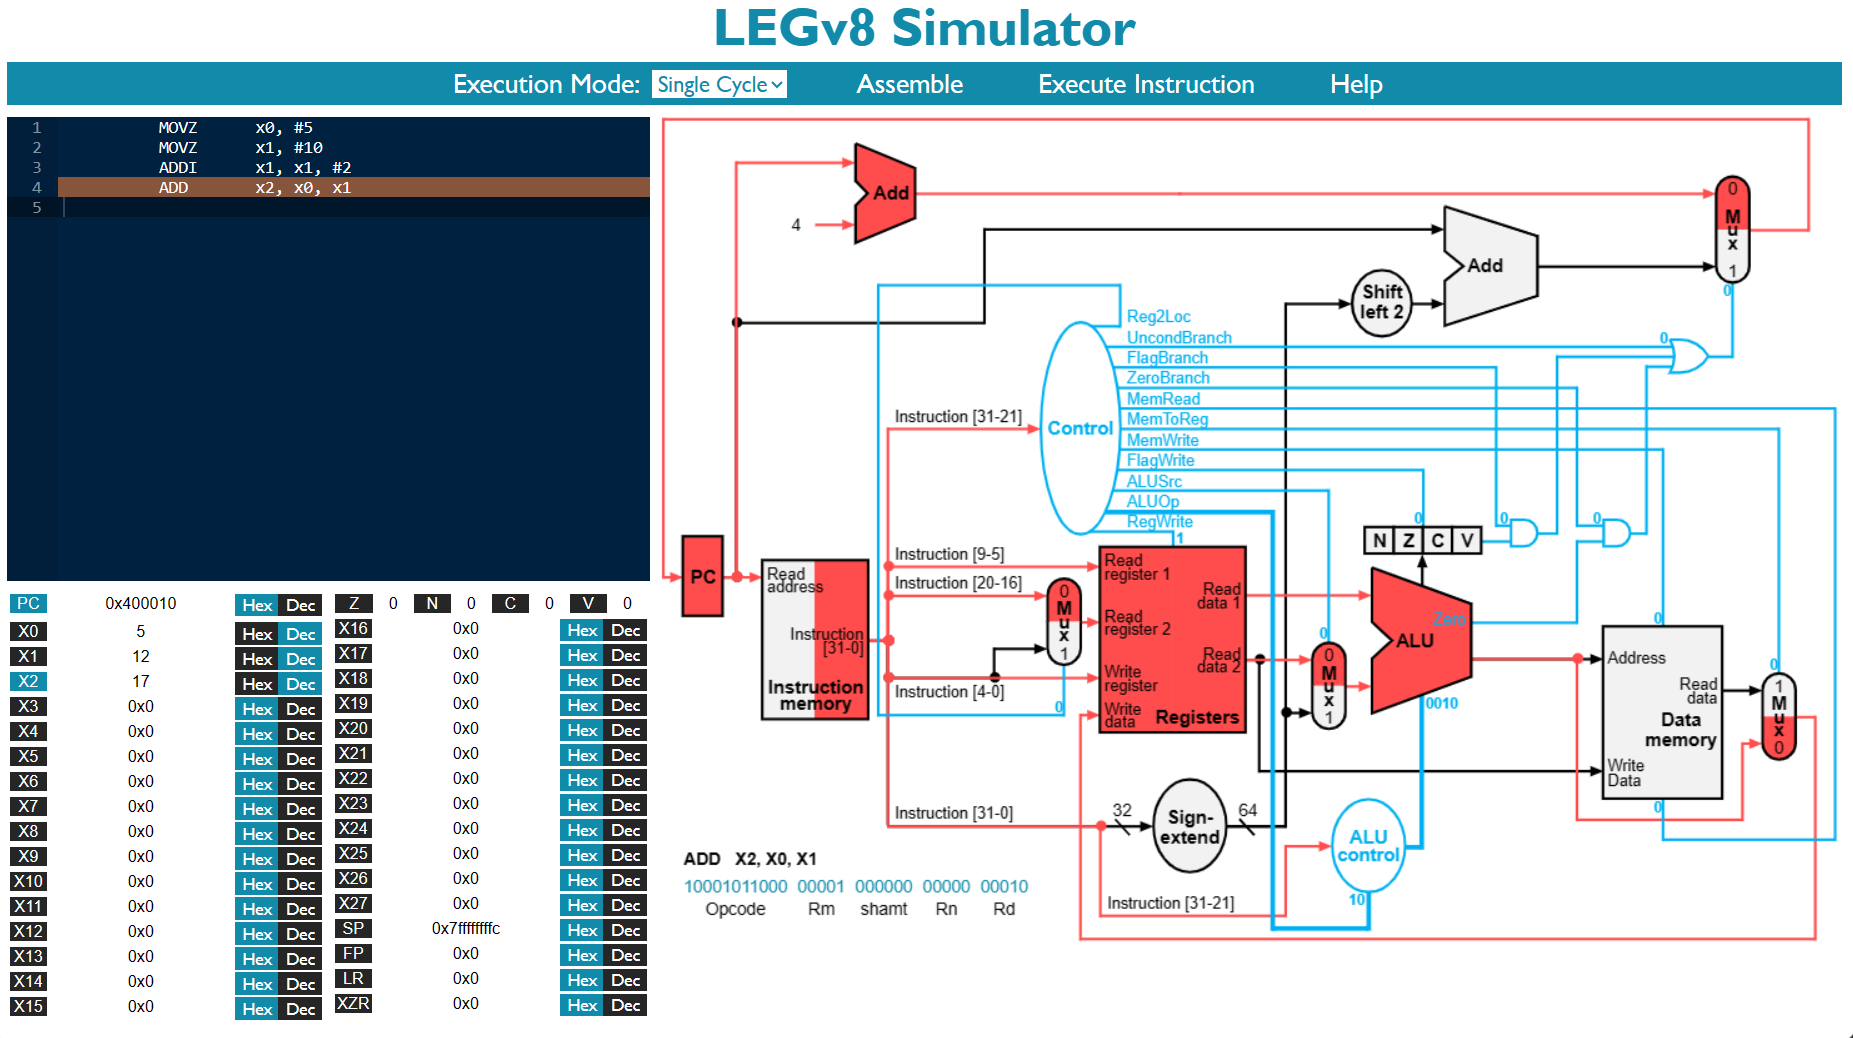 LEGv8 Simulator
Execution Mode: Single Cycle Assemble Execute Instruction Help
1 MOVZ x0, #5
2 MOVZ x1, #10
3 ADDI x1, x1, #2
4 ADD x2, x0, x1
5
PC 0x400010 Hex Dec Z 0 N 0 C 0 V 0
X0 5 Hex Dec X16 0x0 Hex Dec
X1 12 Hex Dec X17 0x0 Hex Dec
X2 17 Hex Dec X18 0x0 Hex Dec
X3 0x0 Hex Dec X19 0x0 Hex Dec
X4 0x0 Hex Dec X20 0x0 Hex Dec
X5 0x0 Hex Dec X21 0x0 Hex Dec
X6 0x0 Hex Dec X22 0x0 Hex Dec
X7 0x0 Hex Dec X23 0x0 Hex Dec
X8 0x0 Hex Dec X24 0x0 Hex Dec
X9 0x0 Hex Dec X25 0x0 Hex Dec
X10 0x0 Hex Dec X26 0x0 Hex Dec
X11 0x0 Hex Dec X27 0x0 Hex Dec
X12 0x0 Hex Dec SP 0x7ffffffffc Hex Dec
X13 0x0 Hex Dec FP 0x0 Hex Dec
X14 0x0 Hex Dec LR 0x0 Hex Dec
X15 0x0 Hex Dec XZR 0x0 Hex Dec
Add
4
0
Mux
1
0
Add
Shift
left 2
Reg2Loc
UncondBranch
FlagBranch
ZeroBranch
MemRead
MemToReg
MemWrite
FlagWrite
ALUSrc
ALUOp
RegWrite
Control
0
0
0
0
1
N Z C V
Instruction [31-21]
Instruction [9-5]
Instruction [20-16]
Instruction [4-0]
Instruction [31-0]
PC
Read
address
Instruction
[31-0]
Instruction
memory
0
Mux
1
0
Read
register 1
Read
register 2
Write
register
Write
data
Read
data 1
Read
data 2
Registers
0
0
Mux
1
Zero
ALU
0010
0
Address
Read
data
Data
memory
Write
Data
0
0
1
Mux
0
32
Sign-
extend
64
ALU
control
10
Instruction [31-21]
ADD X2, X0, X1
10001011000 00001 000000 00000 00010
Opcode Rm shamt Rn Rd